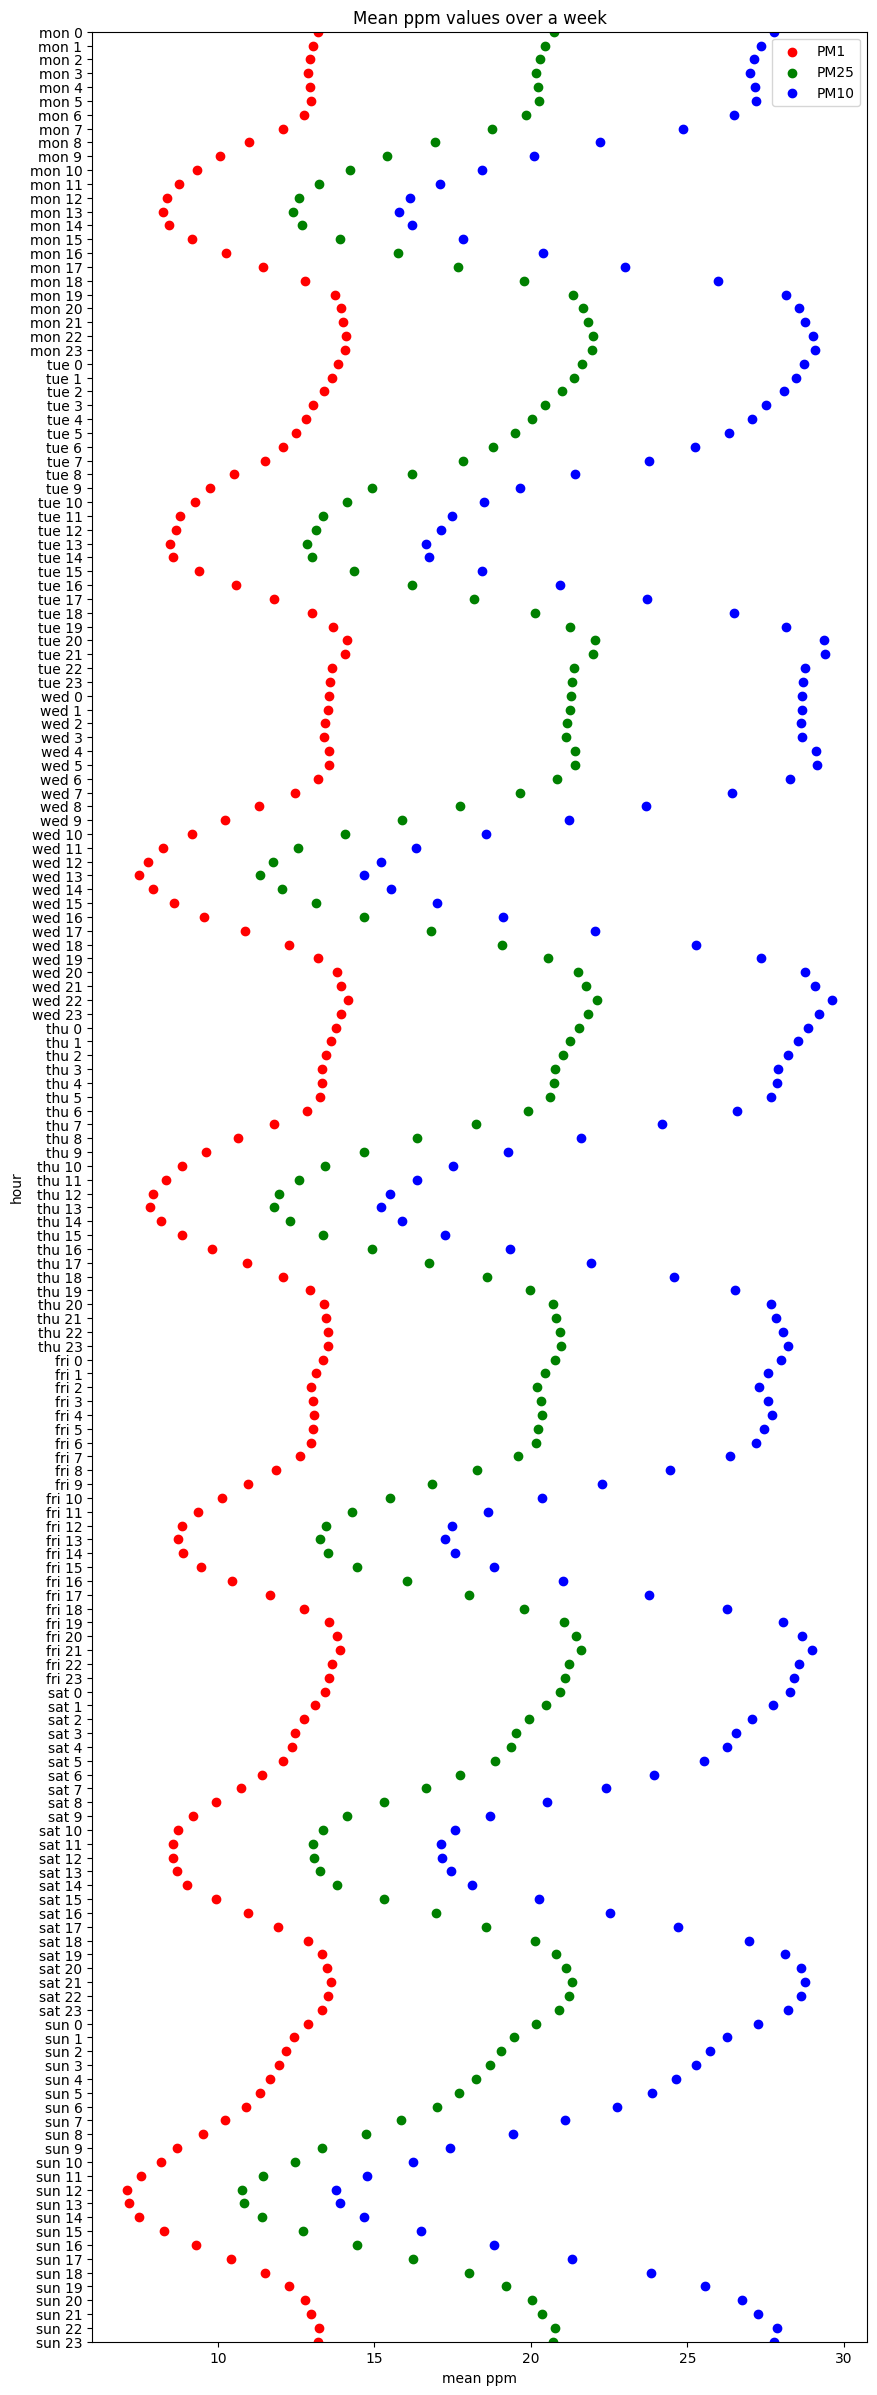 Mean ppm values over a week
PM1
PM25
PM10
mon 0
mon 1
mon 2
mon 3
mon 4
mon 5
mon 6
mon 7
mon 8
mon 9
mon 10
mon 11
mon 12
mon 13
mon 14
mon 15
mon 16
mon 17
mon 18
mon 19
mon 20
mon 21
mon 22
mon 23
tue 0
tue 1
tue 2
tue 3
tue 4
tue 5
tue 6
tue 7
tue 8
tue 9
tue 10
tue 11
tue 12
tue 13
tue 14
tue 15
tue 16
tue 17
tue 18
tue 19
tue 20
tue 21
tue 22
tue 23
wed 0
wed 1
wed 2
wed 3
wed 4
wed 5
wed 6
wed 7
wed 8
wed 9
wed 10
wed 11
wed 12
wed 13
wed 14
wed 15
wed 16
wed 17
wed 18
wed 19
wed 20
wed 21
wed 22
wed 23
thu 0
thu 1
thu 2
thu 3
thu 4
thu 5
thu 6
thu 7
thu 8
thu 9
thu 10
thu 11
thu 12
thu 13
thu 14
thu 15
thu 16
thu 17
thu 18
thu 19
thu 20
thu 21
thu 22
thu 23
fri 0
fri 1
fri 2
fri 3
fri 4
fri 5
fri 6
fri 7
fri 8
fri 9
fri 10
fri 11
fri 12
fri 13
fri 14
fri 15
fri 16
fri 17
fri 18
fri 19
fri 20
fri 21
fri 22
fri 23
sat 0
sat 1
sat 2
sat 3
sat 4
sat 5
sat 6
sat 7
sat 8
sat 9
sat 10
sat 11
sat 12
sat 13
sat 14
sat 15
sat 16
sat 17
sat 18
sat 19
sat 20
sat 21
sat 22
sat 23
sun 0
sun 1
sun 2
sun 3
sun 4
sun 5
sun 6
sun 7
sun 8
sun 9
sun 10
sun 11
sun 12
sun 13
sun 14
sun 15
sun 16
sun 17
sun 18
sun 19
sun 20
sun 21
sun 22
sun 23
hour
10
15
20
25
30
mean ppm